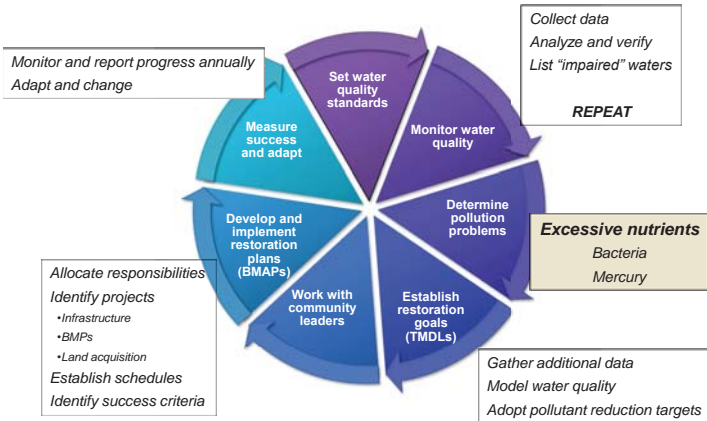 Collect data
Analyze and verify
List “impaired” waters
REPEAT
Monitor and report progress annually
Adapt and change
Set water
quality
standards
Monitor water
quality
Determine
pollution
problems
Excessive nutrients
Bacteria
Mercury
Establish
restoration
goals
(TMDLs)
Gather additional data
Model water quality
Adopt pollutant reduction targets
Work with
community
leaders
Develop and
implement
restoration
plans
(BMAPs)
Allocate responsibilities
Identify projects
•Infrastructure
•BMPs
•Land acquisition
Establish schedules
Identify success criteria
Measure
success
and adapt